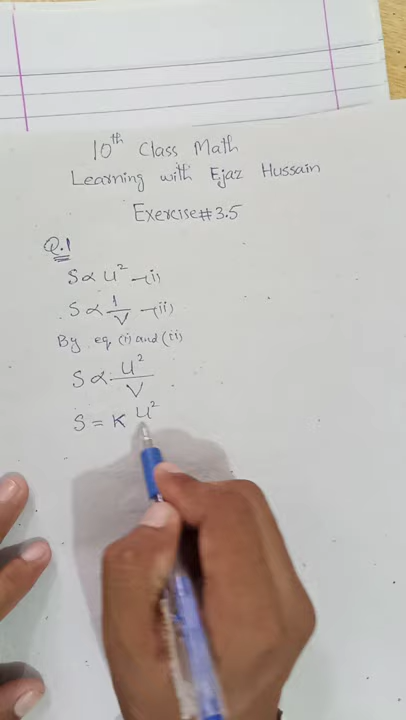 10th Class Math
Learning with Ejaz Hussain
Exercise#3.5
Q.1
S∝U² —(i)
S∝1/V —(ii)
By eq (i) and (ii)
S∝U²/V
S = K U²